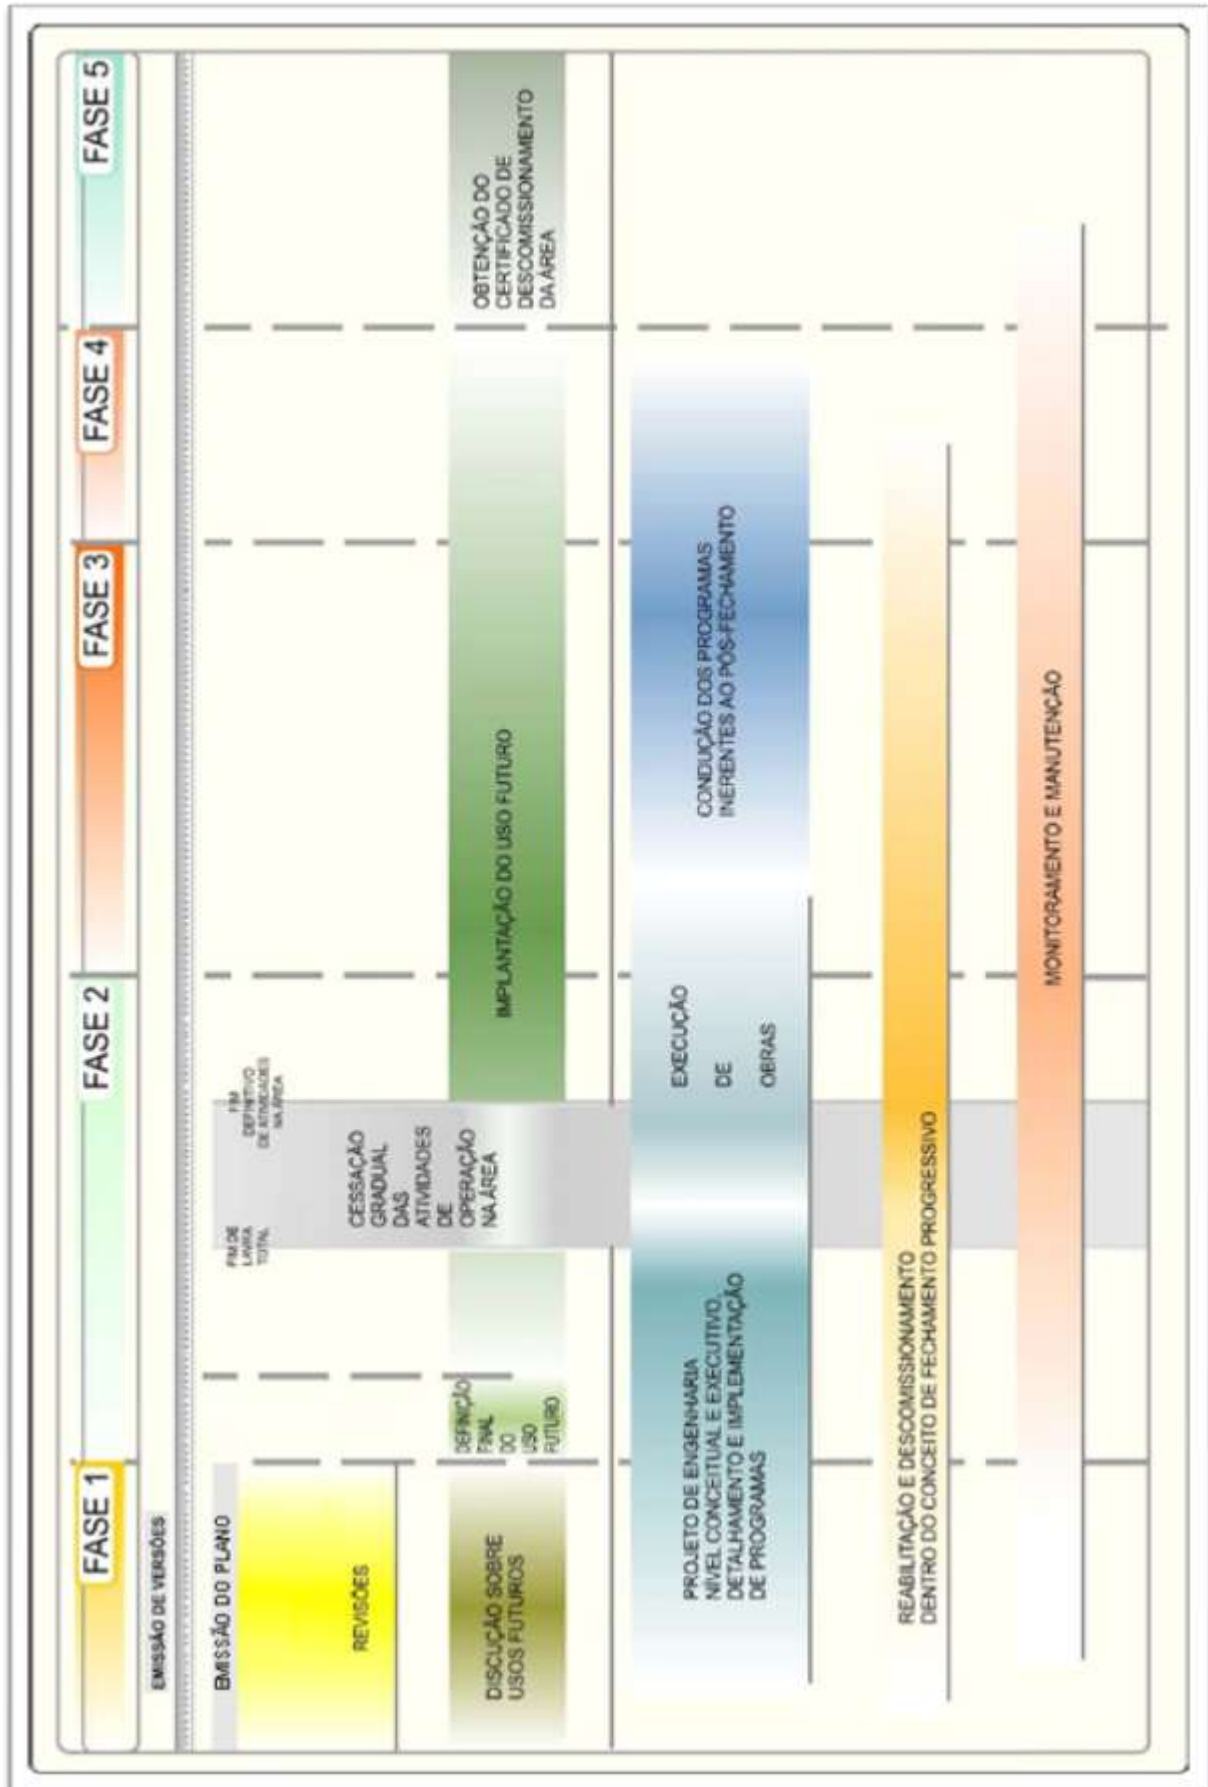 FASE 1
FASE 2
FASE 3
FASE 4
FASE 5
EMISSÃO DE VERSÕES
EMISSÃO DO PLANO
FIM DE
LAVRA
TOTAL
FIM
DEFINITIVO
DE ATIVIDADES
NA ÁREA
REVISÕES
CESSAÇÃO
GRADUAL
DAS
ATIVIDADES
DE
OPERAÇÃO
NA ÁREA
DISCUÇÃO SOBRE
USOS FUTUROS
DEFINIÇÃO
FINAL
DO
USO
FUTURO
IMPLANTAÇÃO DO USO FUTURO
OBTENÇÃO DO
CERTIFICADO DE
DESCOMISSIONAMENTO
DA ÁREA
PROJETO DE ENGENHARIA
NÍVEL CONCEITUAL E EXECUTIVO,
DETALHAMENTO E IMPLEMENTAÇÃO
DE PROGRAMAS
EXECUÇÃO
DE
OBRAS
CONDUÇÃO DOS PROGRAMAS
INERENTES AO PÓS-FECHAMENTO
REABILITAÇÃO E DESCOMISSIONAMENTO
DENTRO DO CONCEITO DE FECHAMENTO PROGRESSIVO
MONITORAMENTO E MANUTENÇÃO